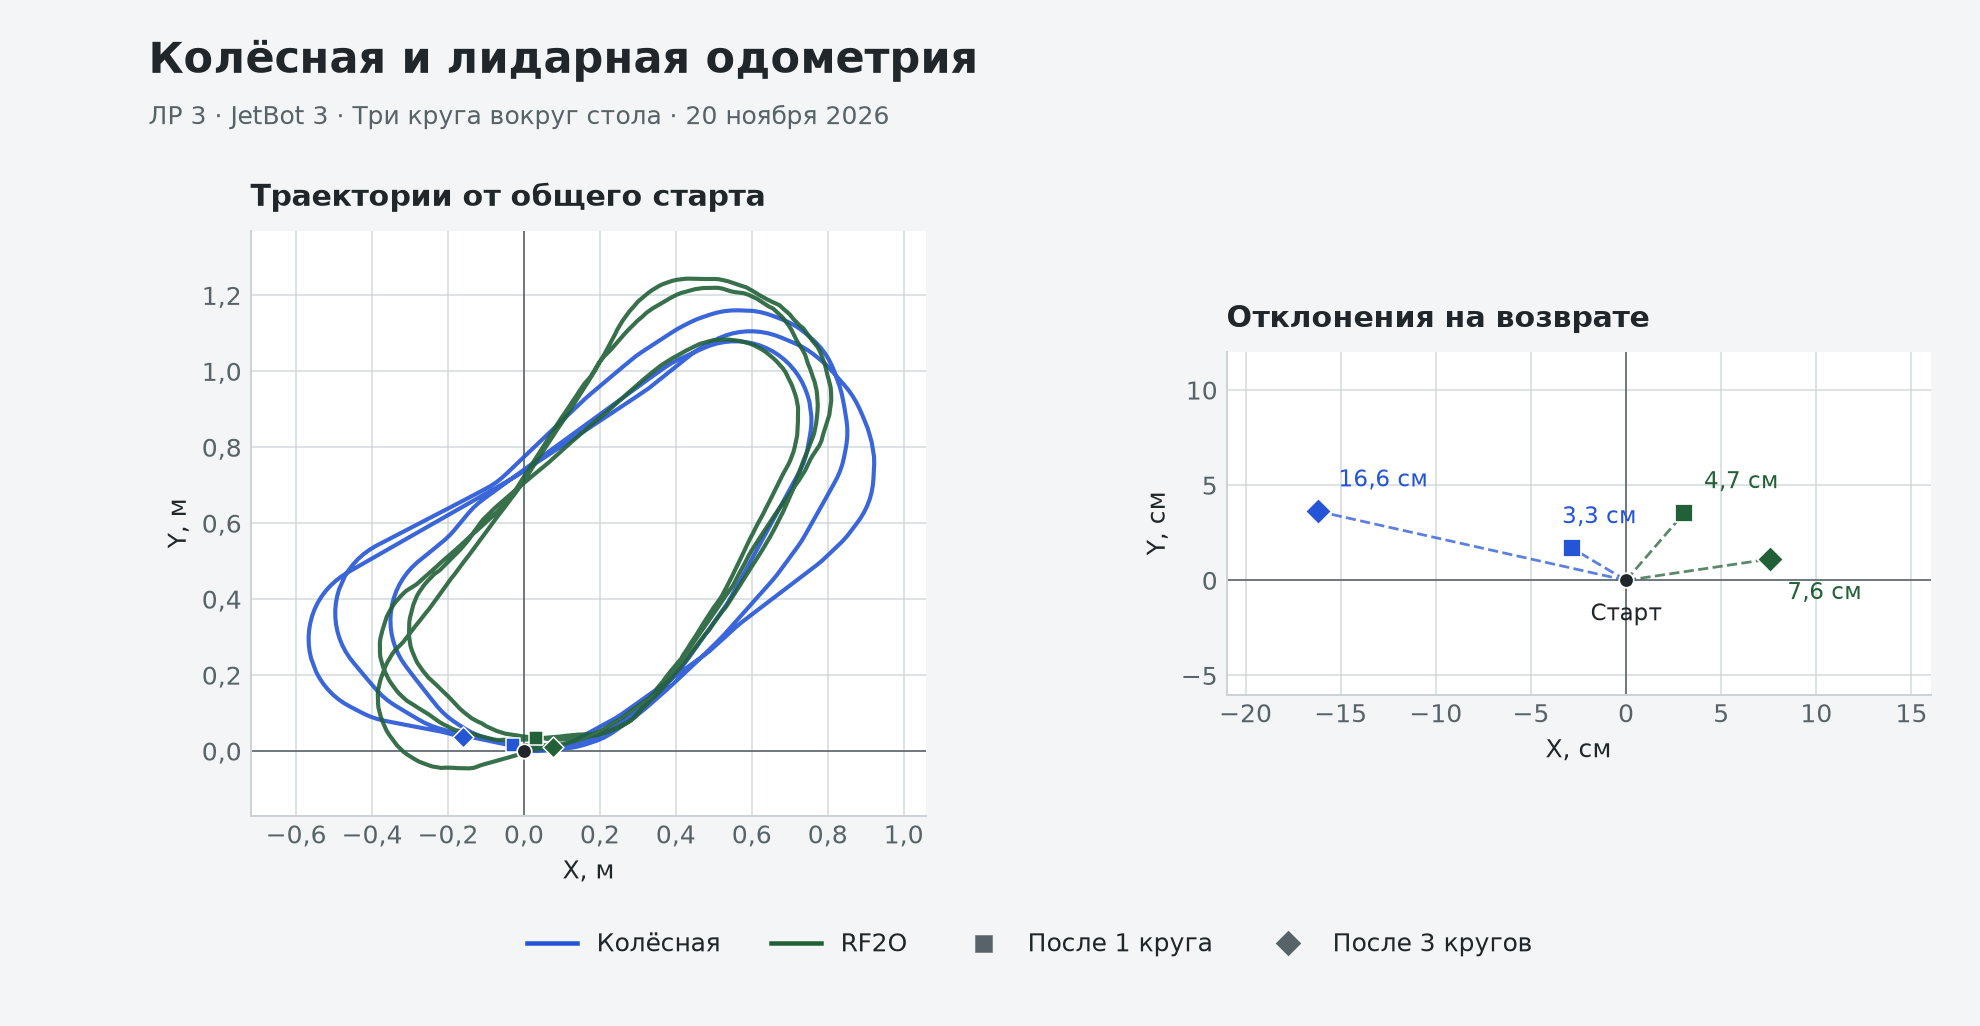 Колёсная и лидарная одометрия
ЛР 3 · JetBot 3 · Три круга вокруг стола · 20 ноября 2026
Траектории от общего старта
1,2
1,0
0,8
0,6
0,4
0,2
0,0
Y, м
−0,6 −0,4 −0,2 0,0 0,2 0,4 0,6 0,8 1,0
X, м
Отклонения на возврате
10
5
0
−5
Y, см
16,6 см
4,7 см
3,3 см
7,6 см
Старт
−20 −15 −10 −5 0 5 10 15
X, см
Колёсная RF2O После 1 круга После 3 кругов